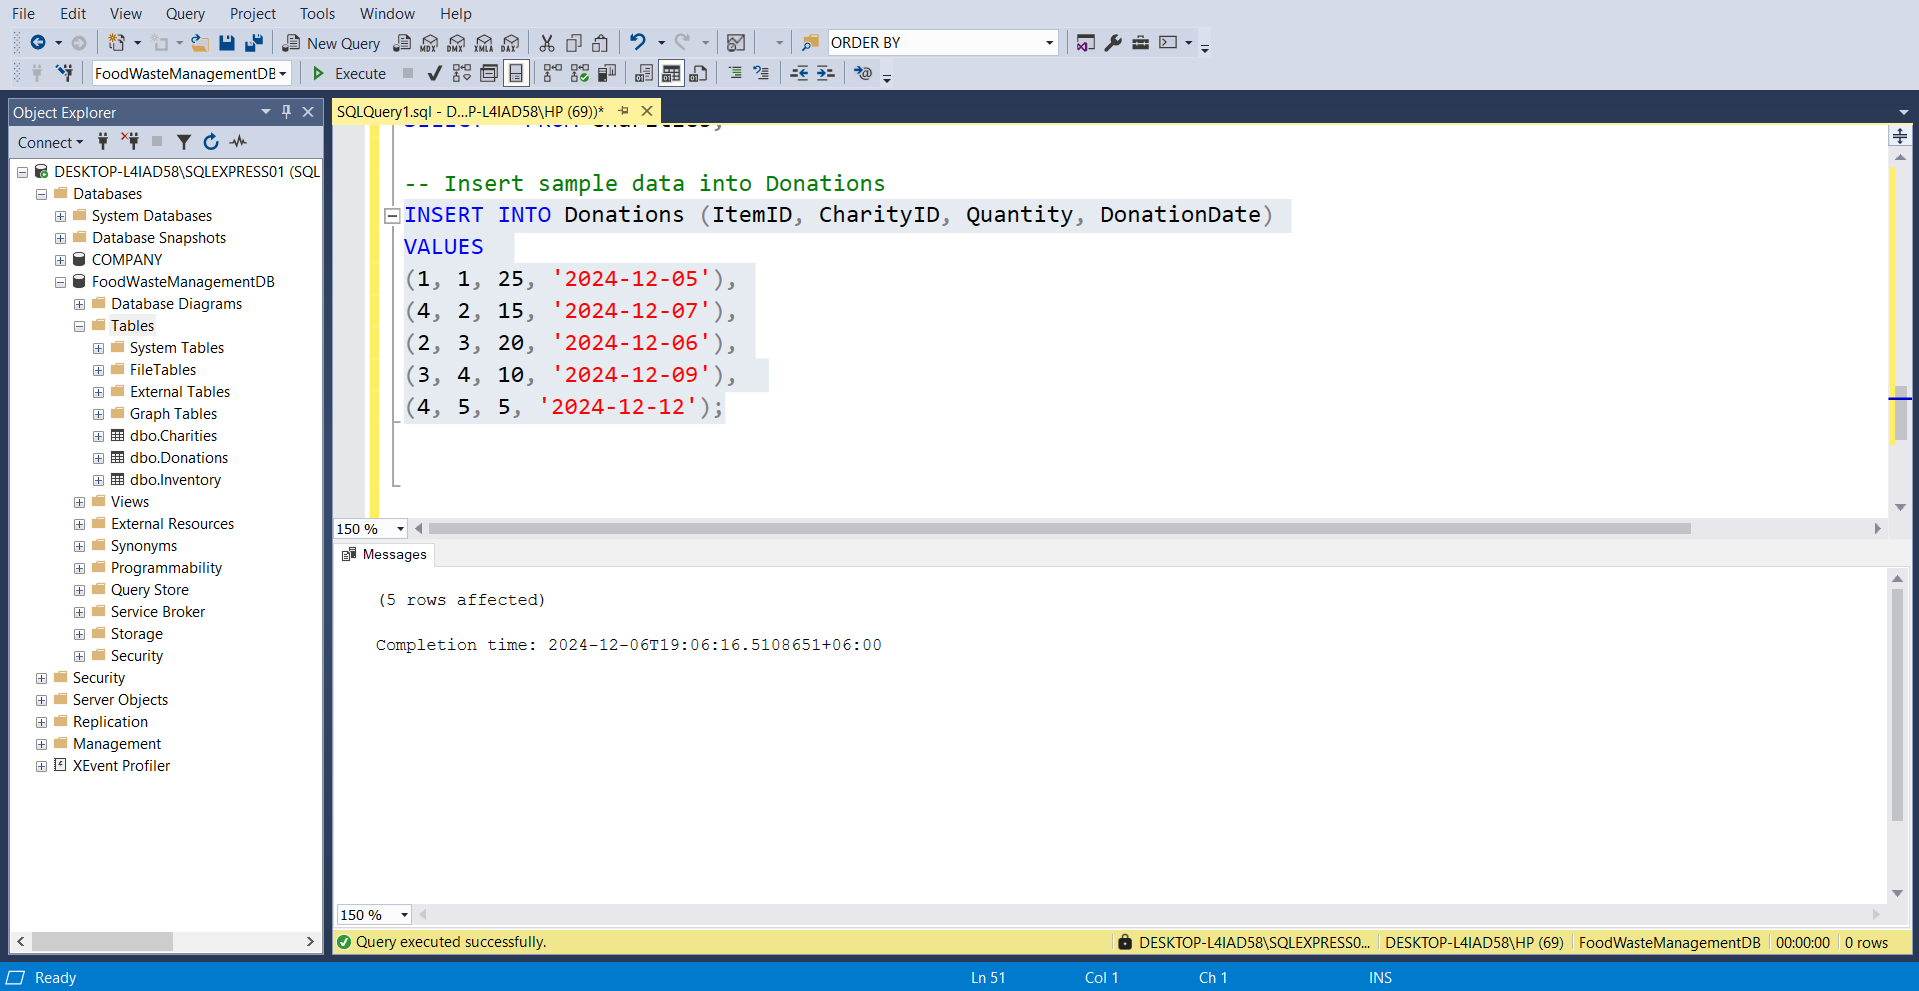 File Edit View Query Project Tools Window Help
New Query MDX DMX XMLA DAX ORDER BY
FoodWasteManagementDB Execute
Object Explorer
Connect
DESKTOP-L4IAD58\SQLEXPRESS01 (SQL
Databases
System Databases
Database Snapshots
COMPANY
FoodWasteManagementDB
Database Diagrams
Tables
System Tables
FileTables
External Tables
Graph Tables
dbo.Charities
dbo.Donations
dbo.Inventory
Views
External Resources
Synonyms
Programmability
Query Store
Service Broker
Storage
Security
Security
Server Objects
Replication
Management
XEvent Profiler
SQLQuery1.sql - D...P-L4IAD58\HP (69))*
-- Insert sample data into Donations
INSERT INTO Donations (ItemID, CharityID, Quantity, DonationDate)
VALUES
(1, 1, 25, '2024-12-05'),
(4, 2, 15, '2024-12-07'),
(2, 3, 20, '2024-12-06'),
(3, 4, 10, '2024-12-09'),
(4, 5, 5, '2024-12-12');
150 %
Messages
(5 rows affected)
Completion time: 2024-12-06T19:06:16.5108651+06:00
150 %
Query executed successfully. DESKTOP-L4IAD58\SQLEXPRESS0... DESKTOP-L4IAD58\HP (69) FoodWasteManagementDB 00:00:00 0 rows
Ready Ln 51 Col 1 Ch 1 INS